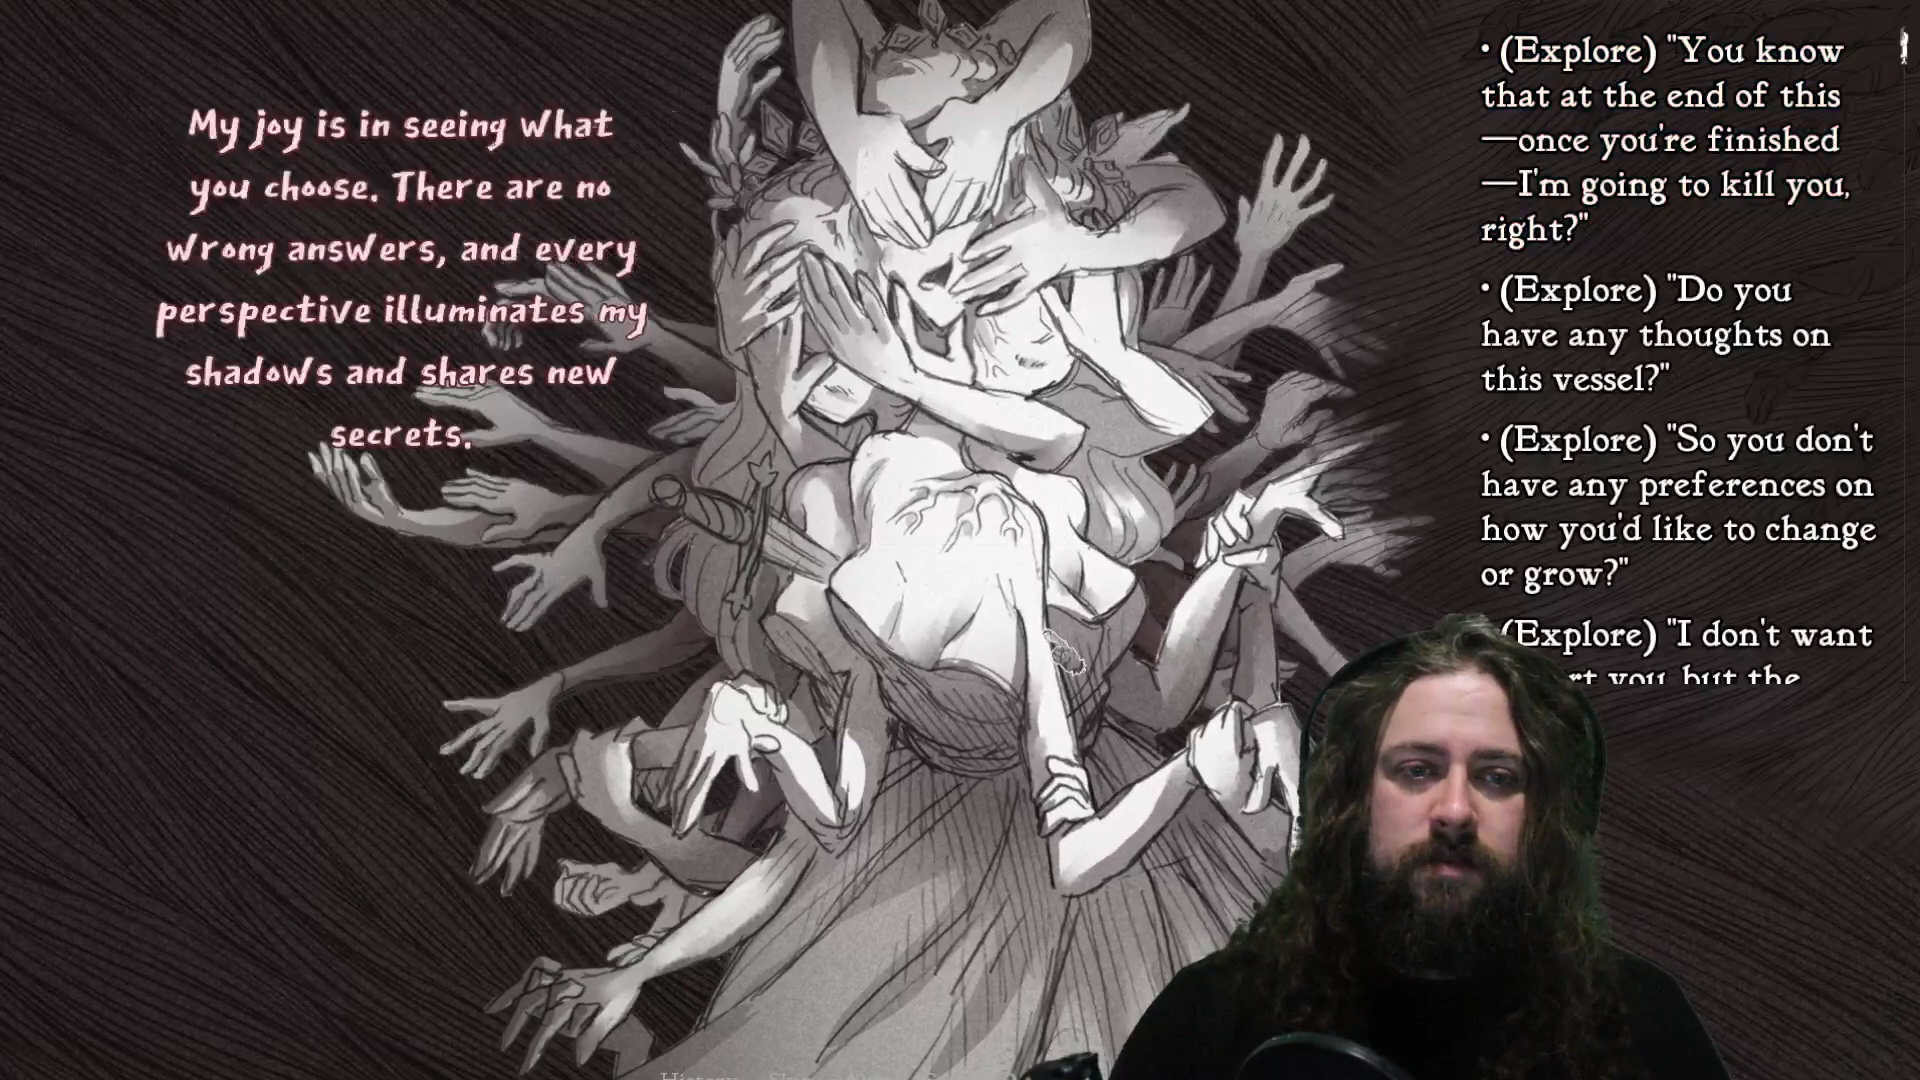 My joy is in seeing what
you choose. There are no
wrong answers, and every
perspective illuminates my
shadows and shares new
secrets.
• (Explore) "You know
that at the end of this
—once you're finished
—I'm going to kill you,
right?"
• (Explore) "Do you
have any thoughts on
this vessel?"
• (Explore) "So you don't
have any preferences on
how you'd like to change
or grow?"
(Explore) "I don't want
you, but the